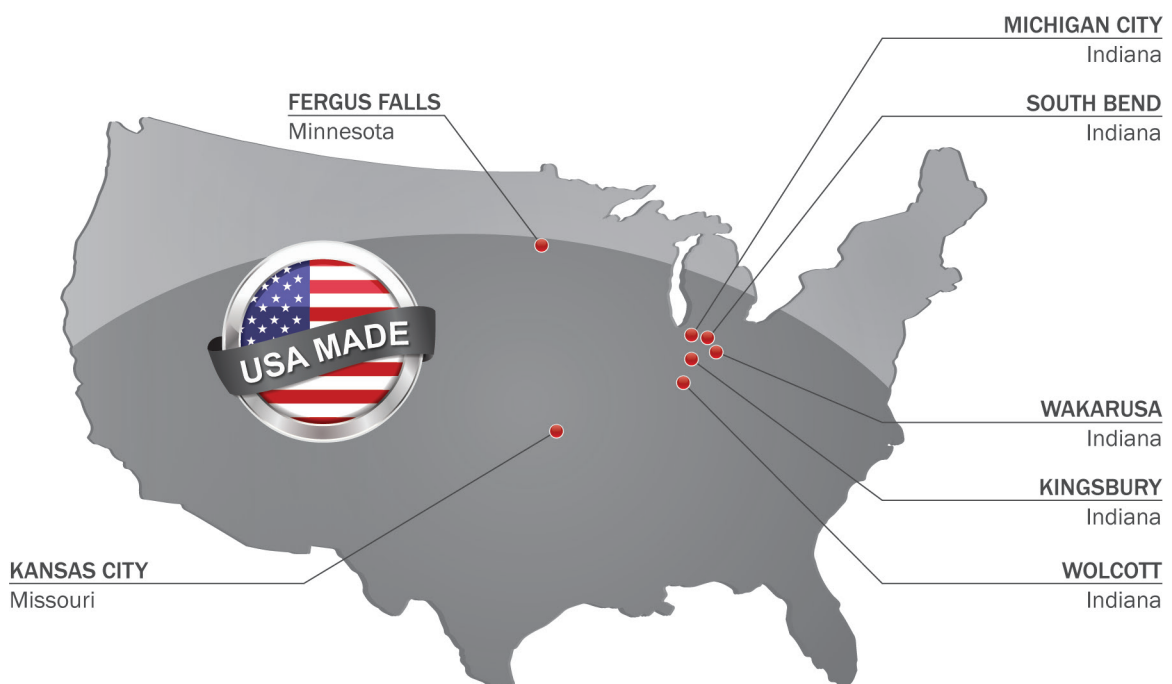 MICHIGAN CITY
Indiana
FERGUS FALLS
Minnesota
SOUTH BEND
Indiana
USA MADE
WAKARUSA
Indiana
KINGSBURY
Indiana
KANSAS CITY
Missouri
WOLCOTT
Indiana